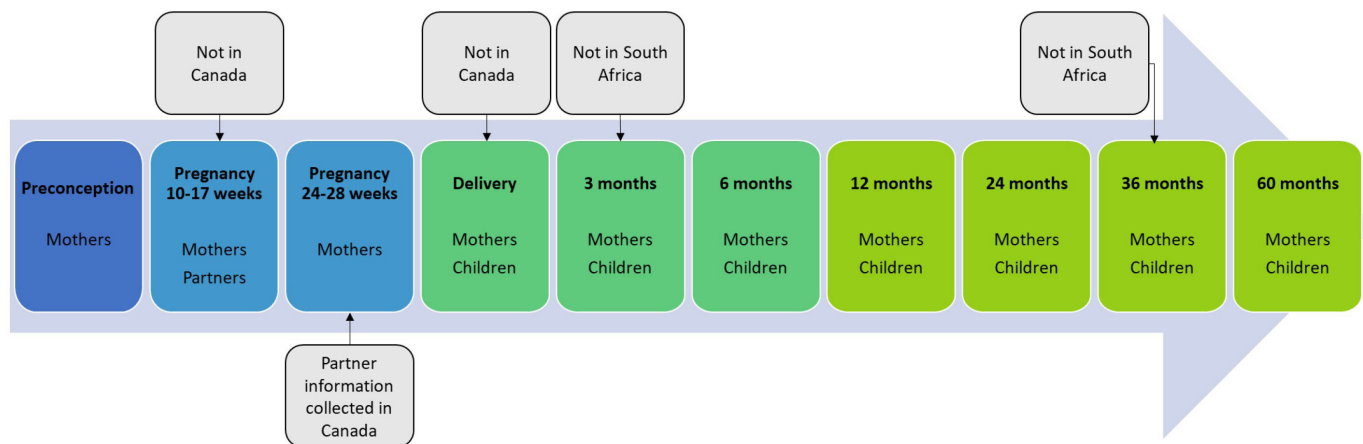 Not in
Canada
Not in
Canada
Not in South
Africa
Not in South
Africa
Preconception
Mothers
Pregnancy
10-17 weeks
Mothers
Partners
Pregnancy
24-28 weeks
Mothers
Delivery
Mothers
Children
3 months
Mothers
Children
6 months
Mothers
Children
12 months
Mothers
Children
24 months
Mothers
Children
36 months
Mothers
Children
60 months
Mothers
Children
Partner
information
collected in
Canada